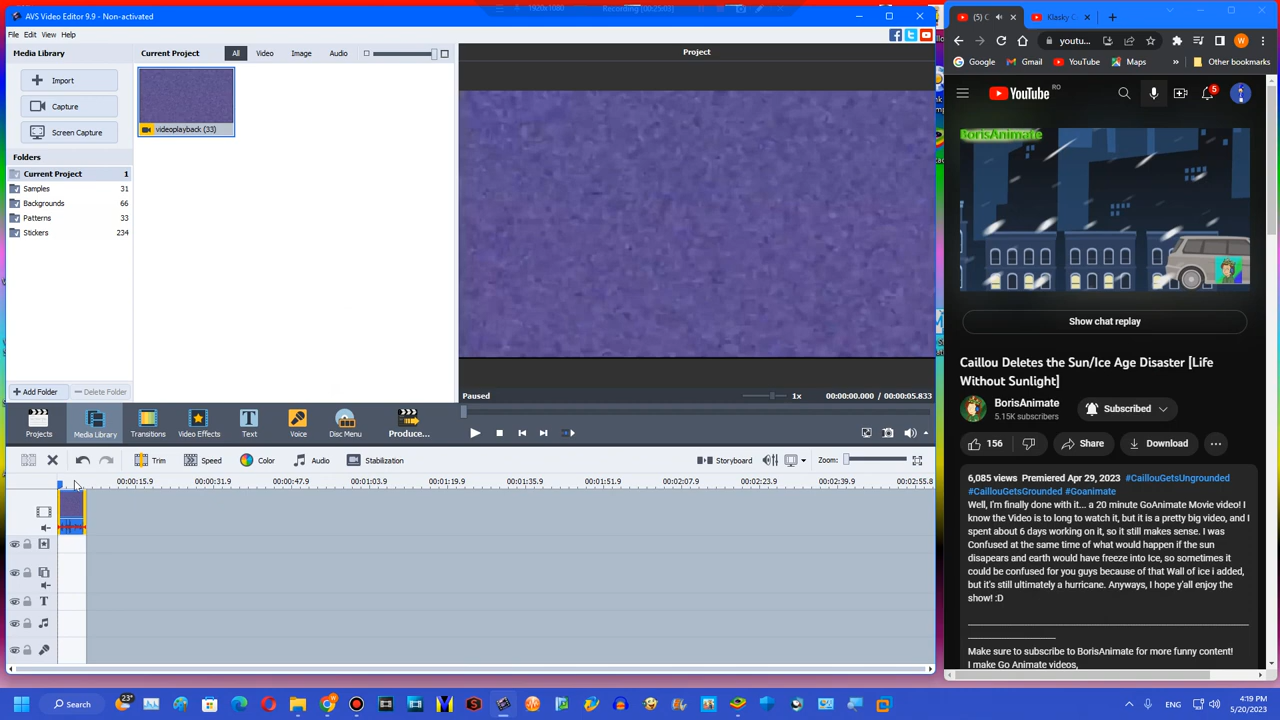 AVS Video Editor 9.9 - Non-activated
1920x1080
Recording [00:25:03]
File Edit View Help
Media Library
Current Project
All
Video
Image
Audio
Project
Import
Capture
Screen Capture
videoplayback (33)
Folders
Current Project 1
Samples 31
Backgrounds 66
Patterns 33
Stickers 234
Add Folder
Delete Folder
Paused
1x
00:00:00.000 / 00:00:05.833
Projects
Media Library
Transitions
Video Effects
Text
Voice
Disc Menu
Produce...
Trim
Speed
Color
Audio
Stabilization
Storyboard
Zoom:
00:00:15.9 00:00:31.9 00:00:47.9 00:01:03.9 00:01:19.9 00:01:35.9 00:01:51.9 00:02:07.9 00:02:23.9 00:02:39.9 00:02:55.8
T
(5) C
Klasky C
youtu...
W
Google
Gmail
YouTube
Maps
»
Other bookmarks
YouTube RO
5
BorisAnimate
Show chat replay
Caillou Deletes the Sun/Ice Age Disaster [Life
Without Sunlight]
BorisAnimate
5.15K subscribers
Subscribed
156
Share
Download
6,085 views Premiered Apr 29, 2023 #CaillouGetsUngrounded
#CaillouGetsGrounded #Goanimate
Well, I'm finally done with it... a 20 minute GoAnimate Movie video! I
know the Video is to long to watch it, but it is a pretty big video, and I
spent about 6 days working on it, so it still makes sense. I was
Confused at the same time of what would happen if the sun
disapears and earth would have freeze into Ice, so sometimes it
could be confused for you guys because of that Wall of ice i added,
but it's still ultimately a hurricane. Anyways, I hope y'all enjoy the
show! :D
Make sure to subscribe to BorisAnimate for more funny content!
I make Go Animate videos,
Search
23°
ENG
4:19 PM
5/20/2023